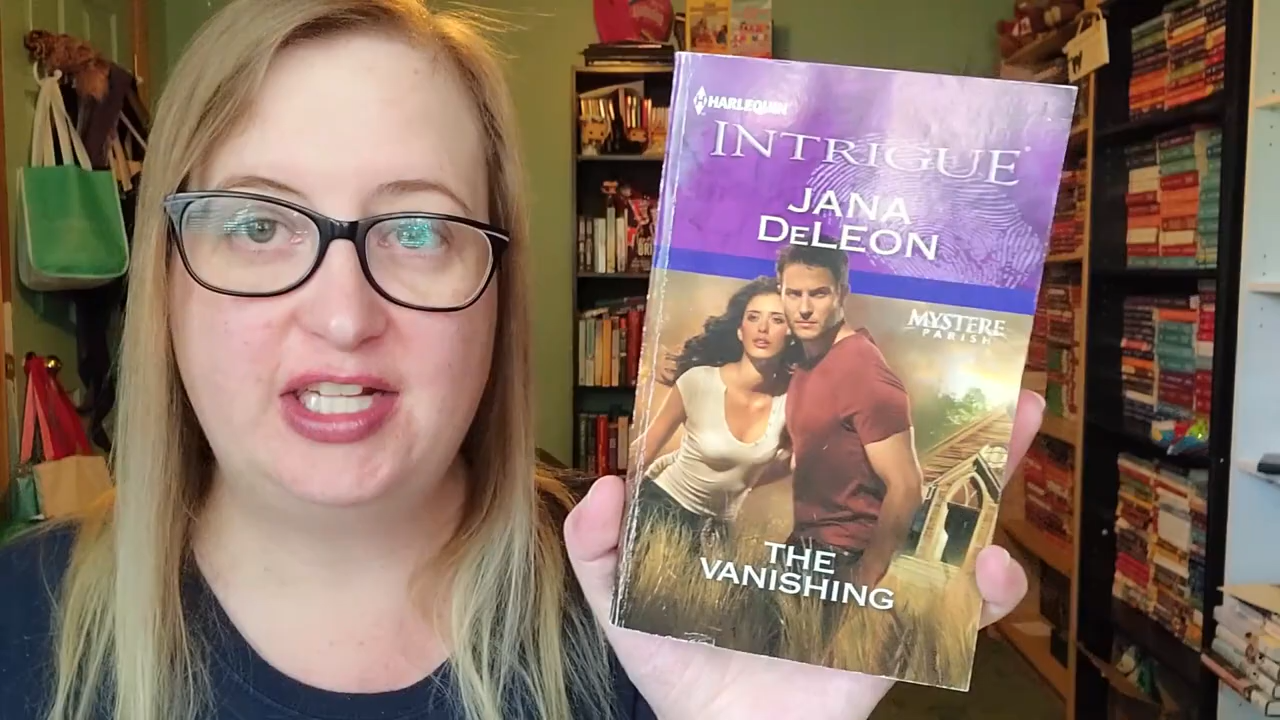 HARLEQUIN
INTRIGUE®
JANA
DELEON
MYSTERE
PARISH
THE
VANISHING